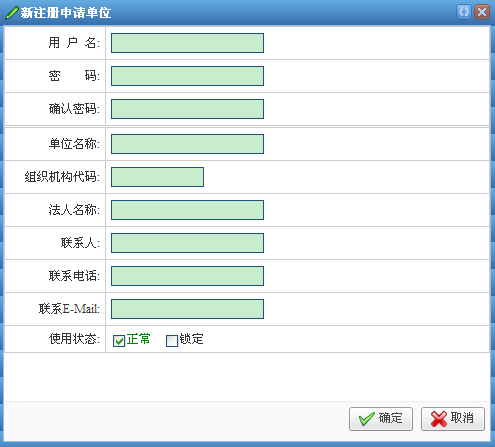 新注册申请单位
用 户 名:
密 码:
确认密码:
单位名称:
组织机构代码:
法人名称:
联系人:
联系电话:
联系E-Mail:
使用状态: 正常 锁定
确定 取消